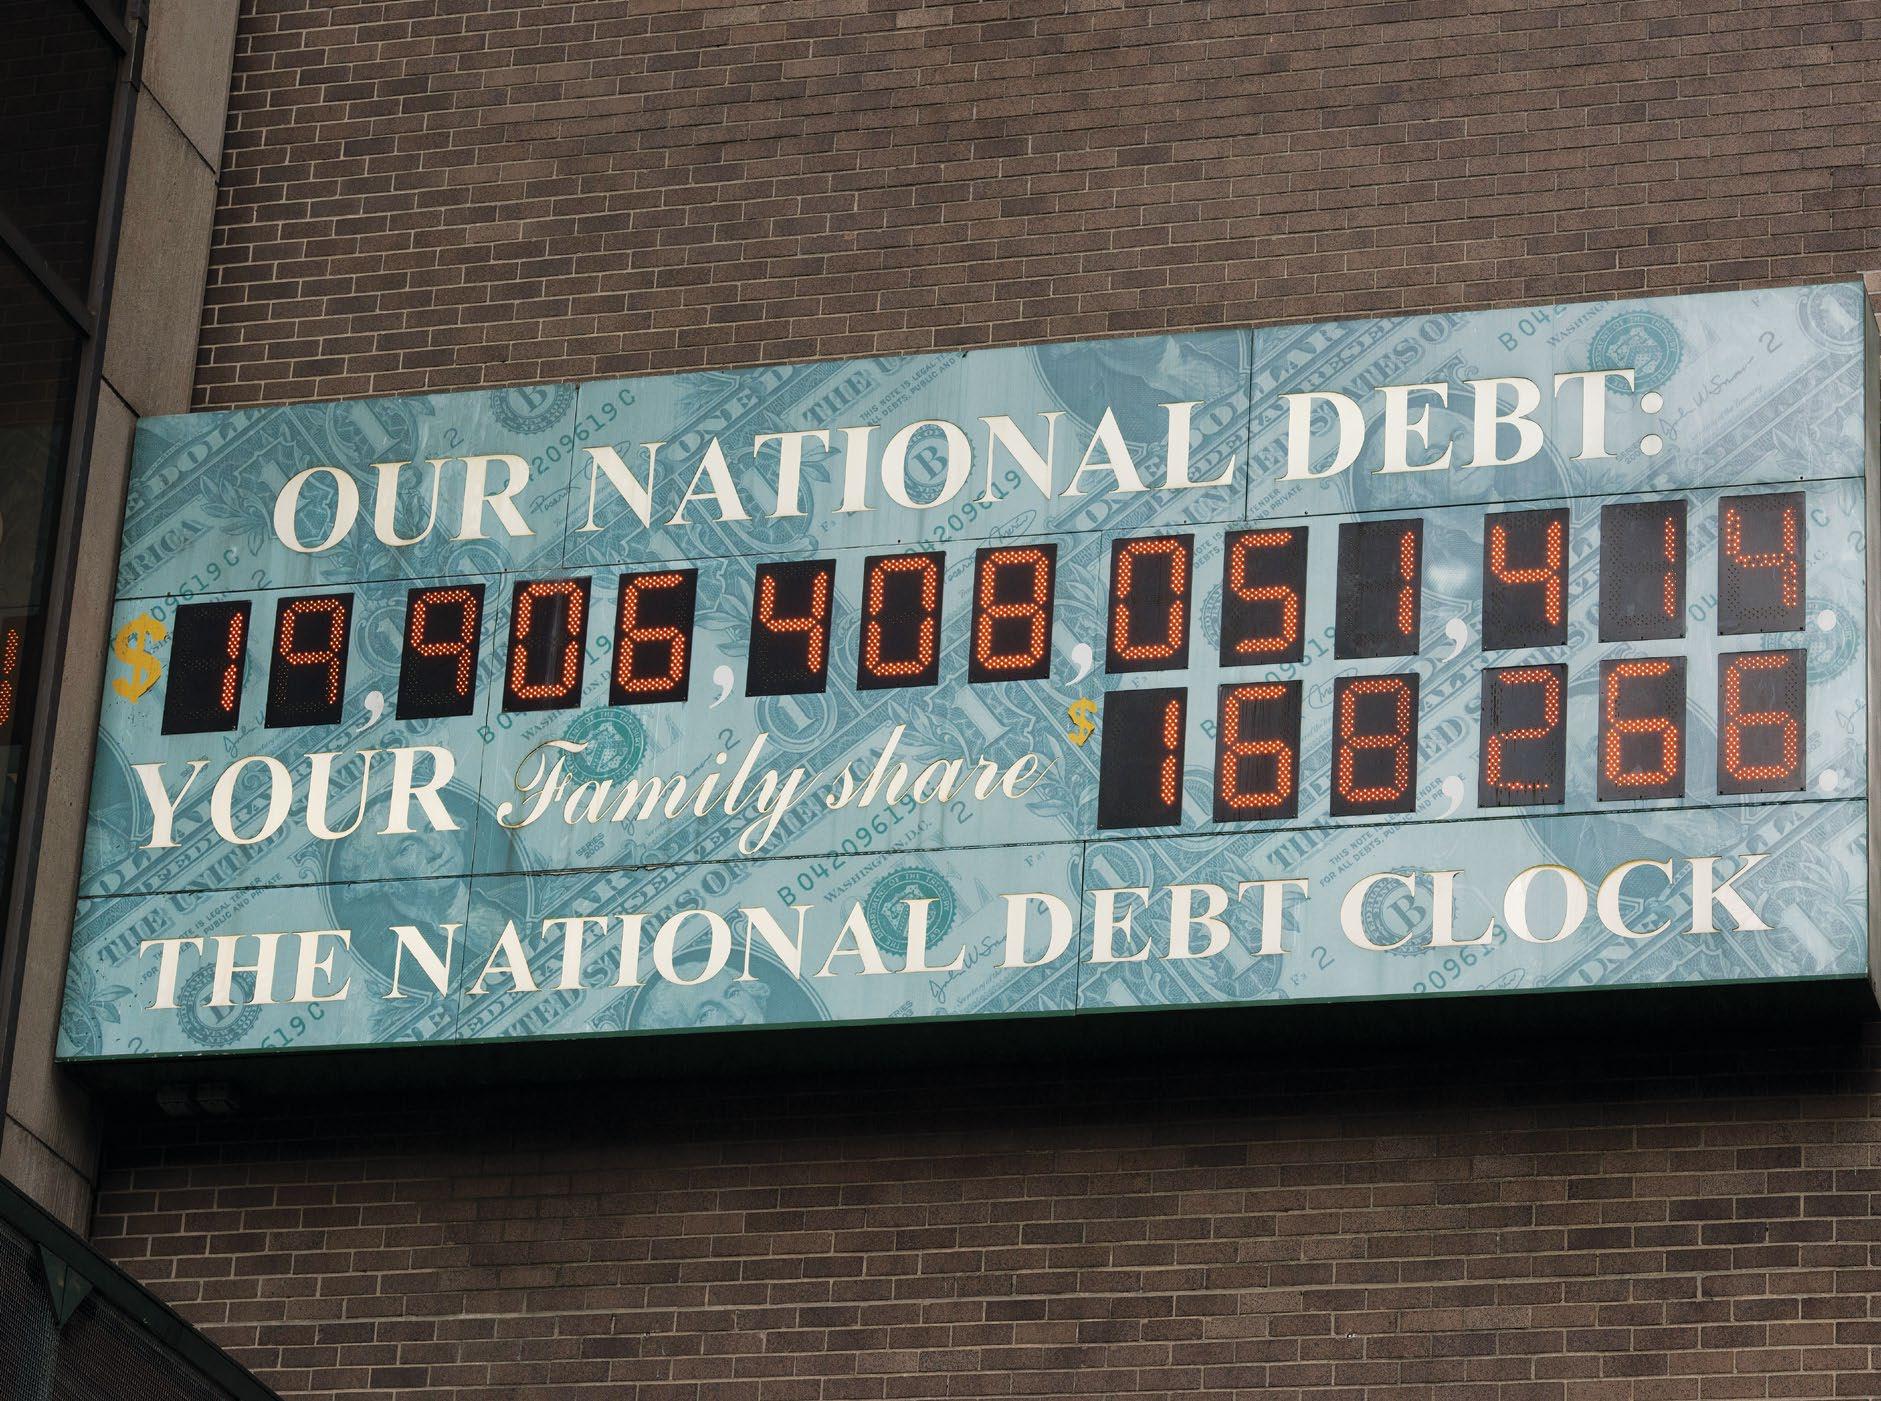 OUR NATIONAL DEBT:
$19,906,408,051,414.
YOUR Family share $168,266.
THE NATIONAL DEBT CLOCK